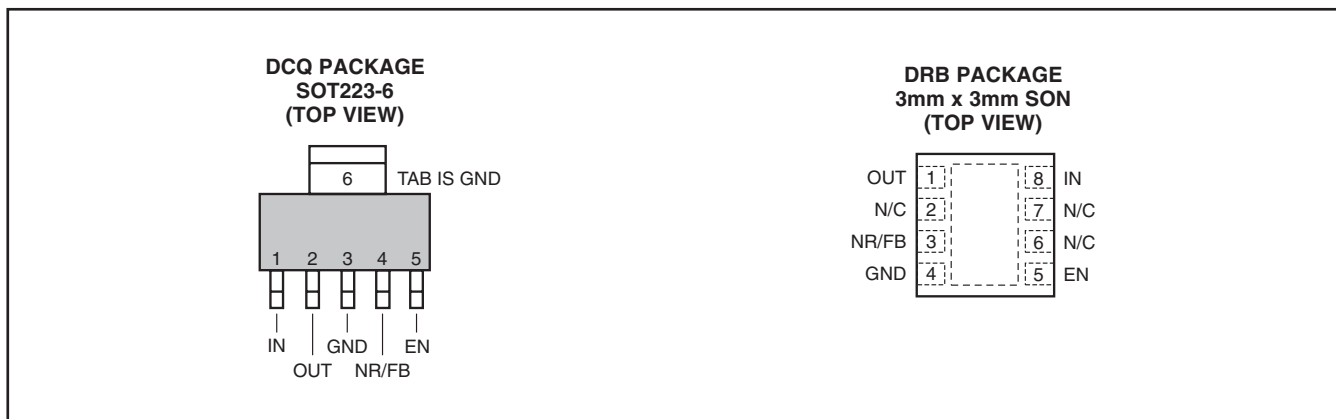 DCQ PACKAGE
SOT223-6
(TOP VIEW)
6 TAB IS GND
1 2 3 4 5
IN GND EN
OUT NR/FB
DRB PACKAGE
3mm x 3mm SON
(TOP VIEW)
OUT 1 8 IN
N/C 2 7 N/C
NR/FB 3 6 N/C
GND 4 5 EN